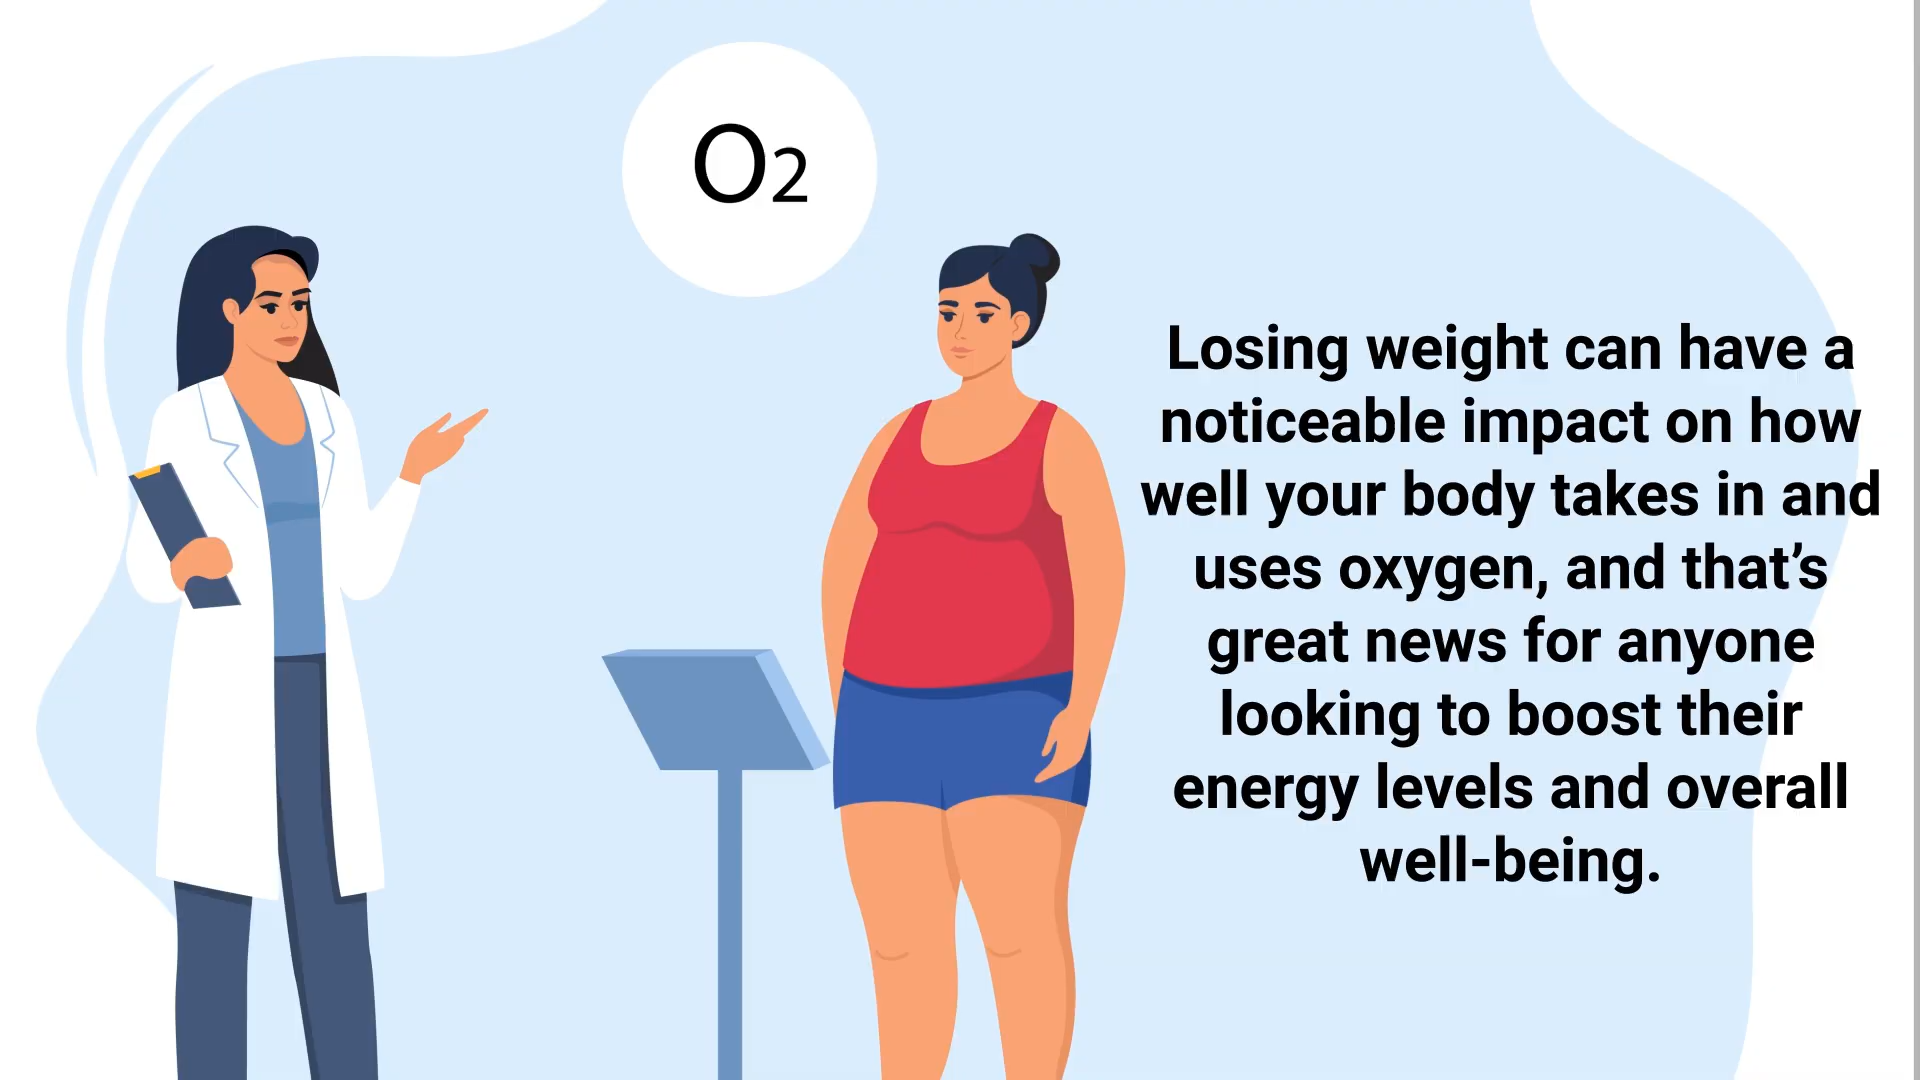 O2
Losing weight can have a
noticeable impact on how
well your body takes in and
uses oxygen, and that’s
great news for anyone
looking to boost their
energy levels and overall
well-being.